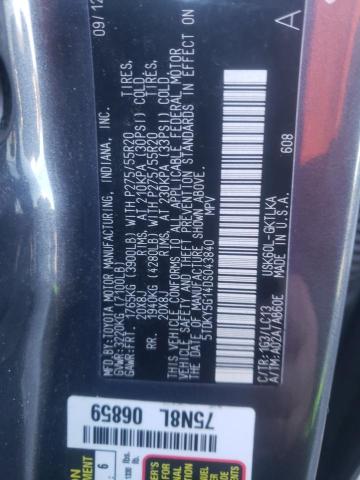 09/12
A
MFD. BY:TOYOTA MOTOR MANUFACTURING, INDIANA, INC.
GVWR:3220KG(7100LB)
GAWR:FRT. 1765KG(3900LB)WITH P275/55R20 TIRES,
20X8J RIMS, AT 230KPA (33PSI) COLD
RR. 1940KG(4280LB)WITH P275/55R20 TIRES,
20X8J RIMS, AT 230KPA (33PSI) COLD
THIS VEHICLE CONFORMS TO ALL APPLICABLE FEDERAL MOTOR
VEHICLE SAFETY STANDARDS IN EFFECT ON
THE DATE OF MANUFACTURE SHOWN ABOVE.
5TDKY5G14DS043840 MPV
608
C/TR:1G3/LC13 USK60L-GKTLKA
A/TM:A02A/AB60E MADE IN U.S.A.
75N8L 06859
6
lbs.
lb.